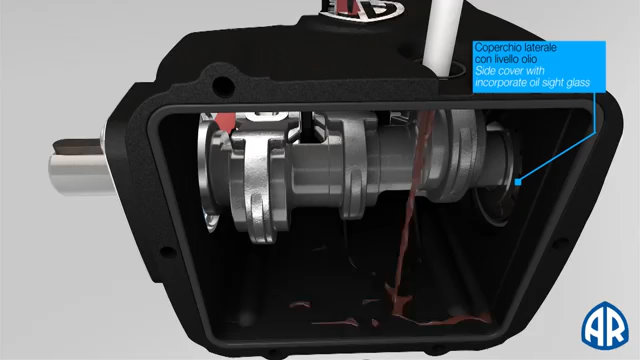 Coperchio laterale
con livello olio
Side cover with
incorporate oil sight glass
AR